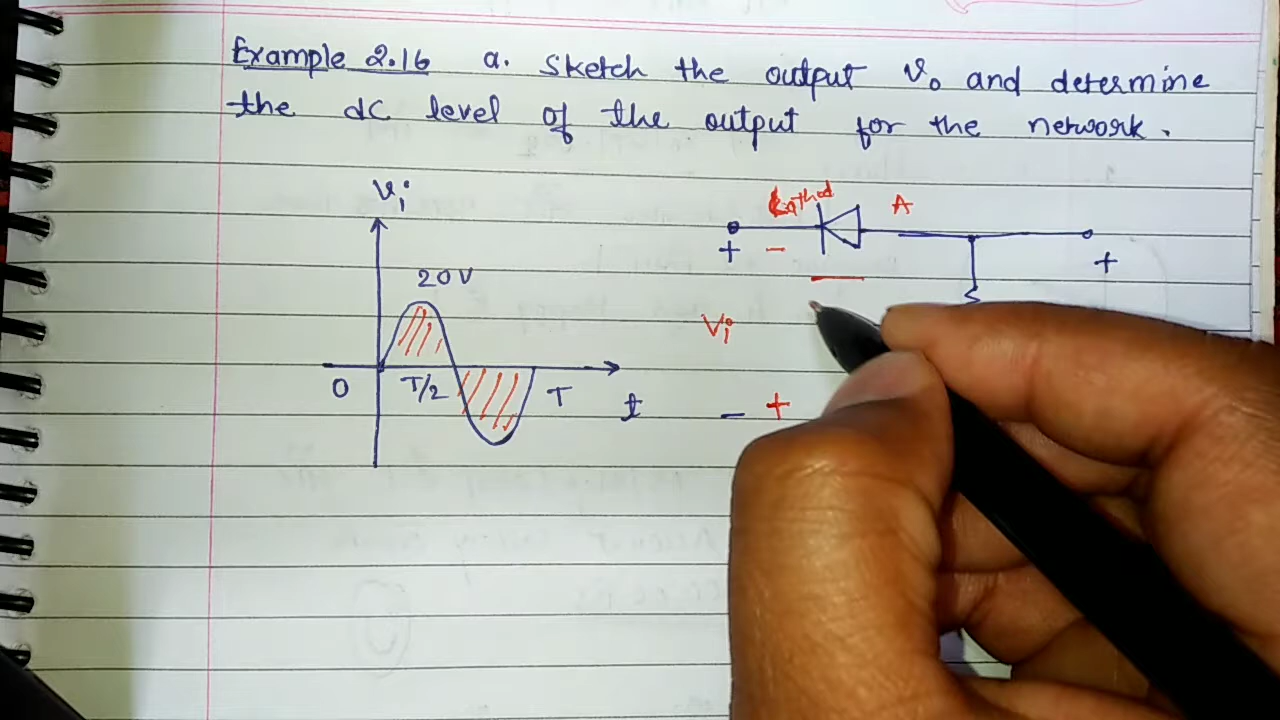 Example 2.16 a. Sketch the output v₀ and determine
the dc level of the output for the network.
Vi
20V
0 T/2 T t
Cathod A
+ − +
Vi
− +